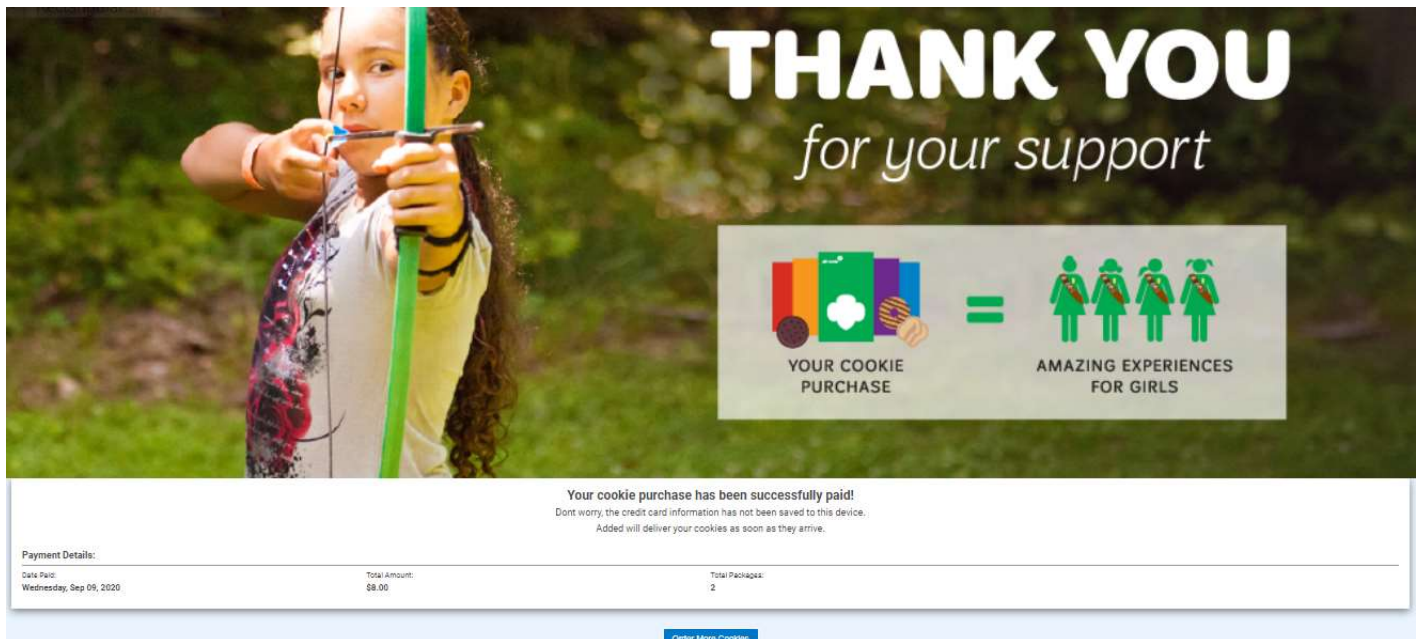 THANK YOU
for your support
YOUR COOKIE
PURCHASE
=
AMAZING EXPERIENCES
FOR GIRLS
Your cookie purchase has been successfully paid!
Dont worry, the credit card information has not been saved to this device.
Added will deliver your cookies as soon as they arrive.
Payment Details:
Date Paid:
Total Amount:
Total Packages:
Wednesday, Sep 09, 2020
$8.00
2
Order More Cookies